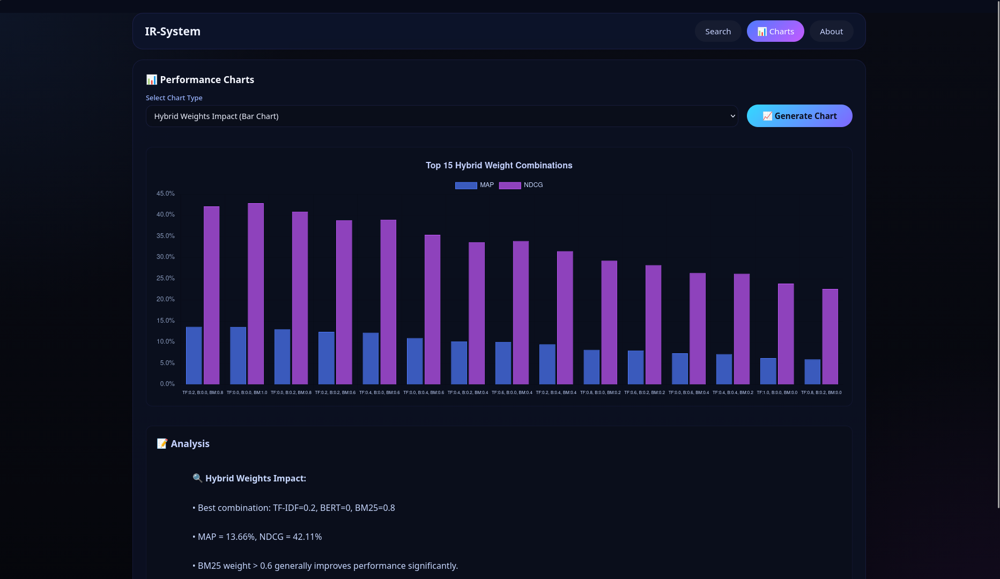 IR-System
Search
📊 Charts
About
📊 Performance Charts
Select Chart Type
Hybrid Weights Impact (Bar Chart)
📈 Generate Chart
Top 15 Hybrid Weight Combinations
MAP NDCG
45.0%
40.0%
35.0%
30.0%
25.0%
20.0%
15.0%
10.0%
5.0%
0.0%
TF:0.2, B:0.0, BM:0.8
TF:0.0, B:0.0, BM:1.0
TF:0.0, B:0.2, BM:0.8
TF:0.2, B:0.2, BM:0.6
TF:0.4, B:0.0, BM:0.6
TF:0.0, B:0.4, BM:0.6
TF:0.4, B:0.2, BM:0.4
TF:0.6, B:0.0, BM:0.4
TF:0.2, B:0.4, BM:0.4
TF:0.8, B:0.0, BM:0.2
TF:0.6, B:0.2, BM:0.2
TF:0.0, B:0.6, BM:0.4
TF:0.4, B:0.4, BM:0.2
TF:1.0, B:0.0, BM:0.0
TF:0.8, B:0.2, BM:0.0
📝 Analysis
🔍 Hybrid Weights Impact:
• Best combination: TF-IDF=0.2, BERT=0, BM25=0.8
• MAP = 13.66%, NDCG = 42.11%
• BM25 weight > 0.6 generally improves performance significantly.